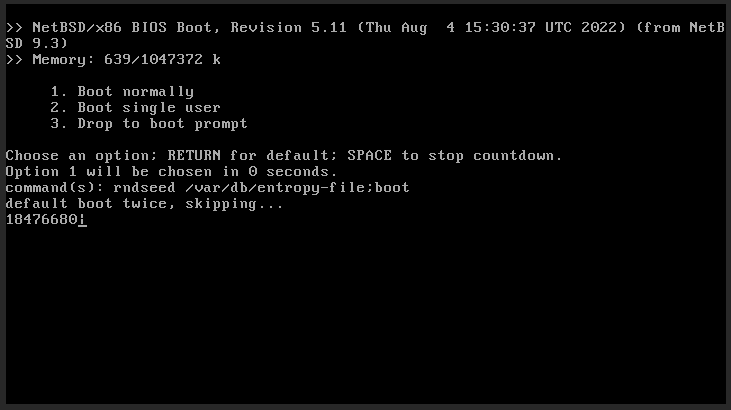 >> NetBSD/x86 BIOS Boot, Revision 5.11 (Thu Aug  4 15:30:37 UTC 2022) (from NetB
SD 9.3)
>> Memory: 639/1047372 k

     1. Boot normally
     2. Boot single user
     3. Drop to boot prompt

Choose an option; RETURN for default; SPACE to stop countdown.
Option 1 will be chosen in 0 seconds.
command(s): rndseed /var/db/entropy-file;boot
default boot twice, skipping...
18476680|